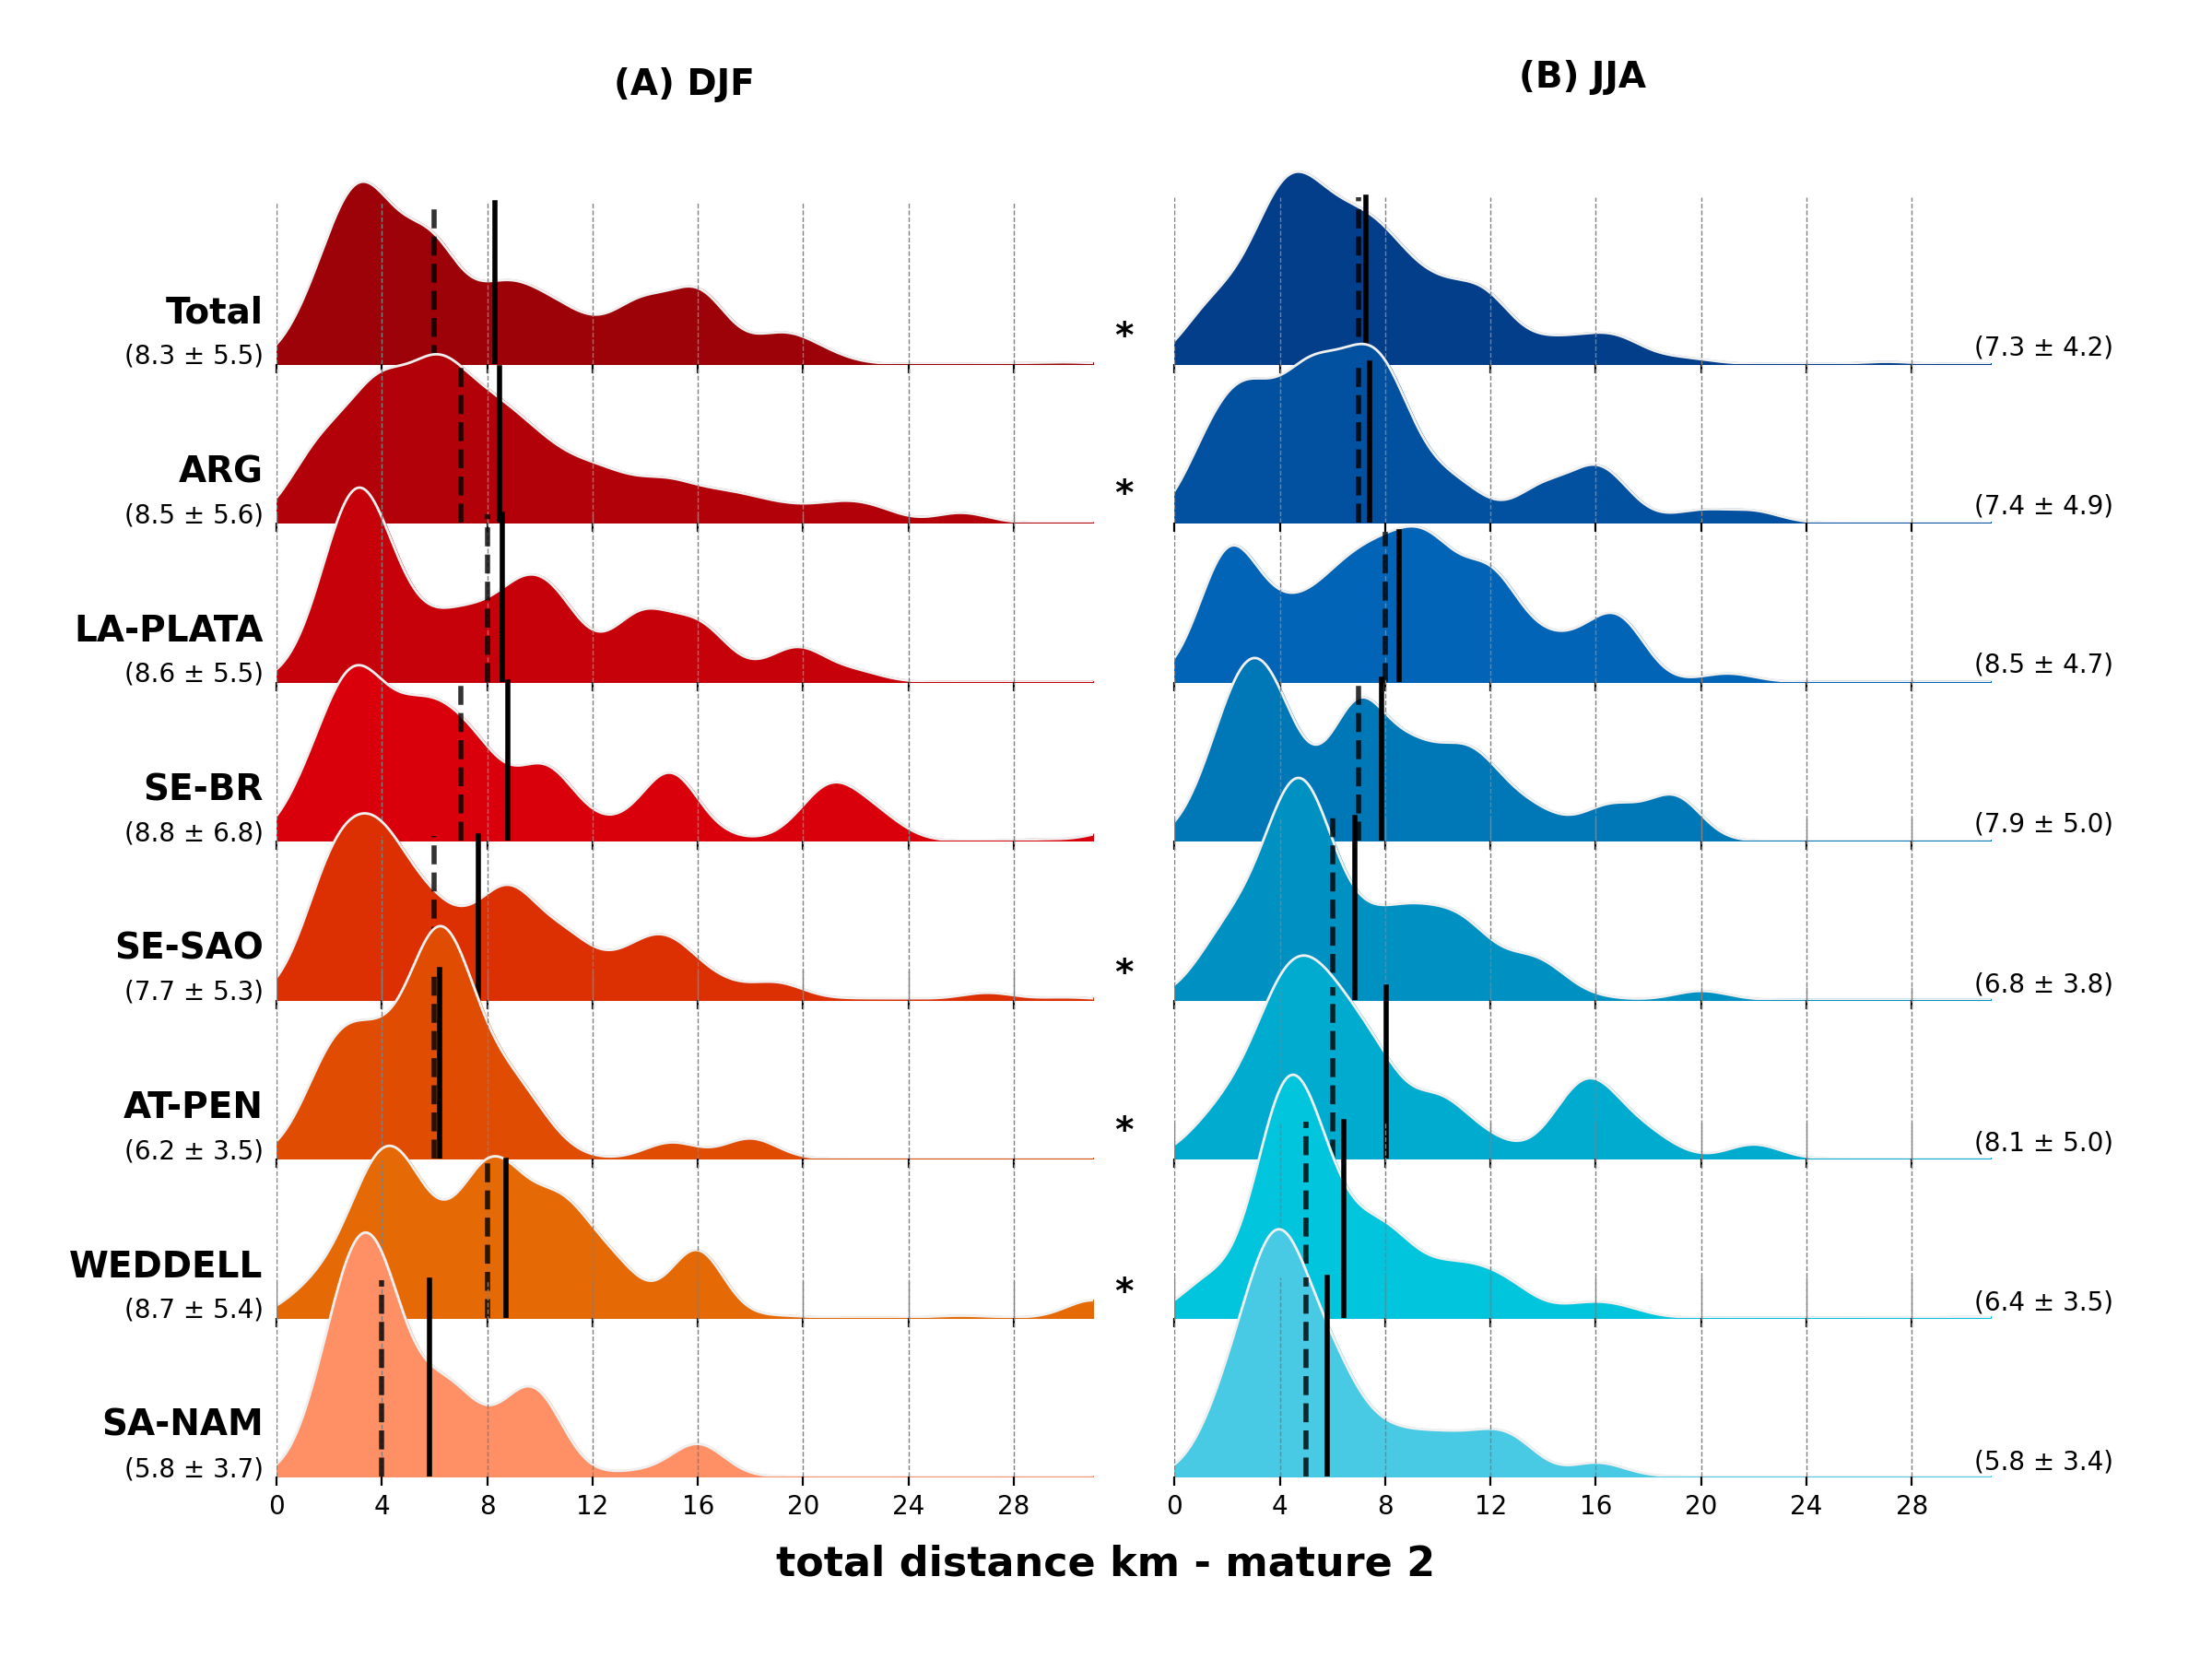 (A) DJF
(B) JJA
Total
(8.3 ± 5.5)
*
(7.3 ± 4.2)
ARG
(8.5 ± 5.6)
*
(7.4 ± 4.9)
LA-PLATA
(8.6 ± 5.5)
(8.5 ± 4.7)
SE-BR
(8.8 ± 6.8)
(7.9 ± 5.0)
SE-SAO
(7.7 ± 5.3)
*
(6.8 ± 3.8)
AT-PEN
(6.2 ± 3.5)
*
(8.1 ± 5.0)
WEDDELL
(8.7 ± 5.4)
*
(6.4 ± 3.5)
SA-NAM
(5.8 ± 3.7)
(5.8 ± 3.4)
0 4 8 12 16 20 24 28
0 4 8 12 16 20 24 28
total distance km - mature 2